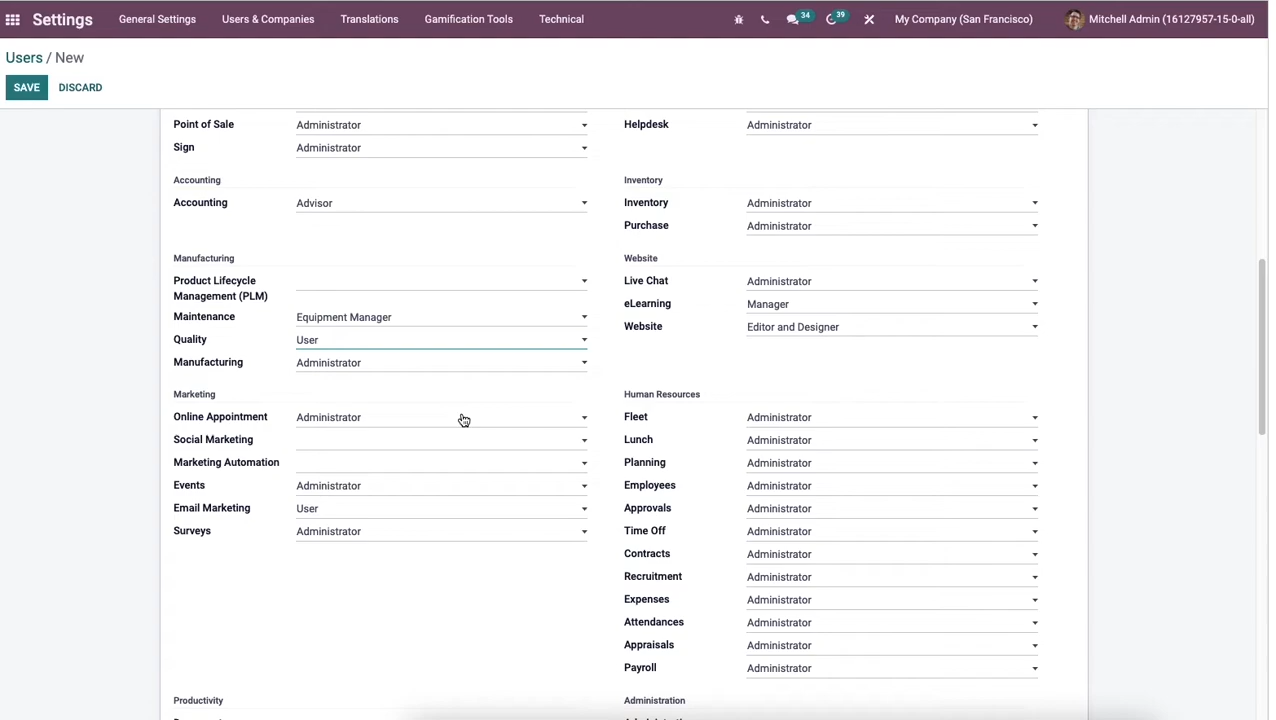 Settings General Settings Users & Companies Translations Gamification Tools Technical 34 39 My Company (San Francisco) Mitchell Admin (16127957-15-0-all)
Users / New
SAVE DISCARD
Point of Sale Administrator
Sign Administrator
Helpdesk Administrator
Accounting
Accounting Advisor
Inventory
Inventory Administrator
Purchase Administrator
Manufacturing
Product Lifecycle
Management (PLM)
Maintenance Equipment Manager
Quality User
Manufacturing Administrator
Website
Live Chat Administrator
eLearning Manager
Website Editor and Designer
Marketing
Online Appointment Administrator
Social Marketing
Marketing Automation
Events Administrator
Email Marketing User
Surveys Administrator
Human Resources
Fleet Administrator
Lunch Administrator
Planning Administrator
Employees Administrator
Approvals Administrator
Time Off Administrator
Contracts Administrator
Recruitment Administrator
Expenses Administrator
Attendances Administrator
Appraisals Administrator
Payroll Administrator
Productivity
Administration